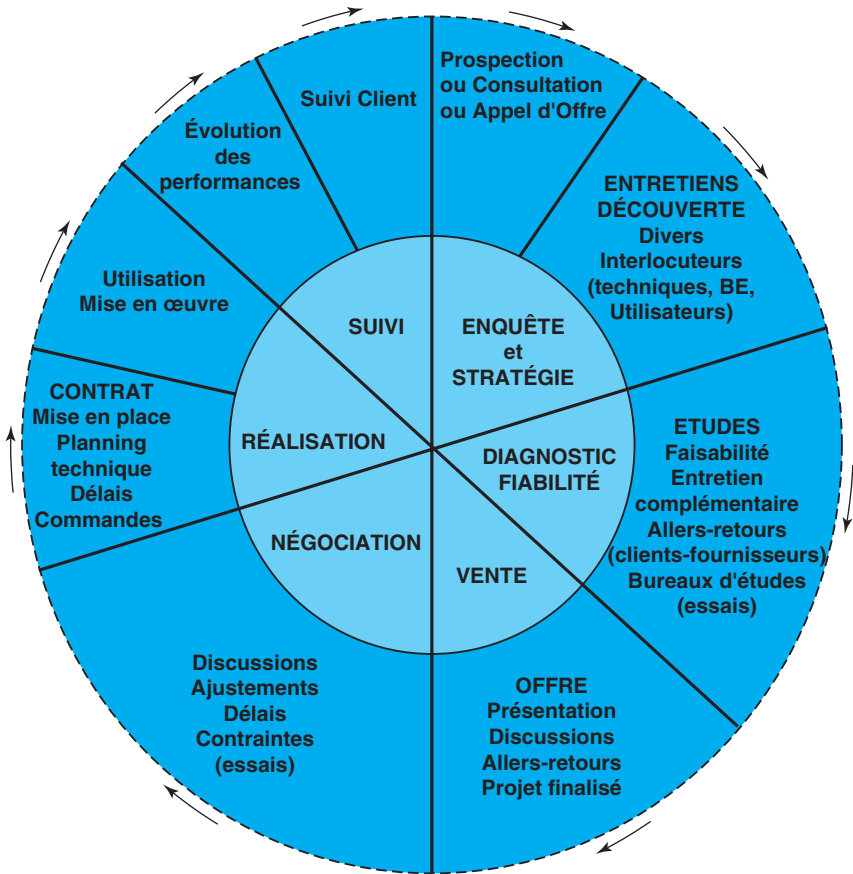 Prospection
ou Consultation
ou Appel d'Offre
ENTRETIENS
DÉCOUVERTE
Divers
Interlocuteurs
(techniques, BE,
Utilisateurs)
ETUDES
Faisabilité
Entretien
complémentaire
Allers-retours
(clients-fournisseurs)
Bureaux d'études
(essais)
OFFRE
Présentation
Discussions
Allers-retours
Projet finalisé
Discussions
Ajustements
Délais
Contraintes
(essais)
CONTRAT
Mise en place
Planning
technique
Délais
Commandes
Utilisation
Mise en œuvre
Évolution
des
performances
Suivi Client
ENQUÊTE
et
STRATÉGIE
DIAGNOSTIC
FIABILITÉ
VENTE
NÉGOCIATION
RÉALISATION
SUIVI